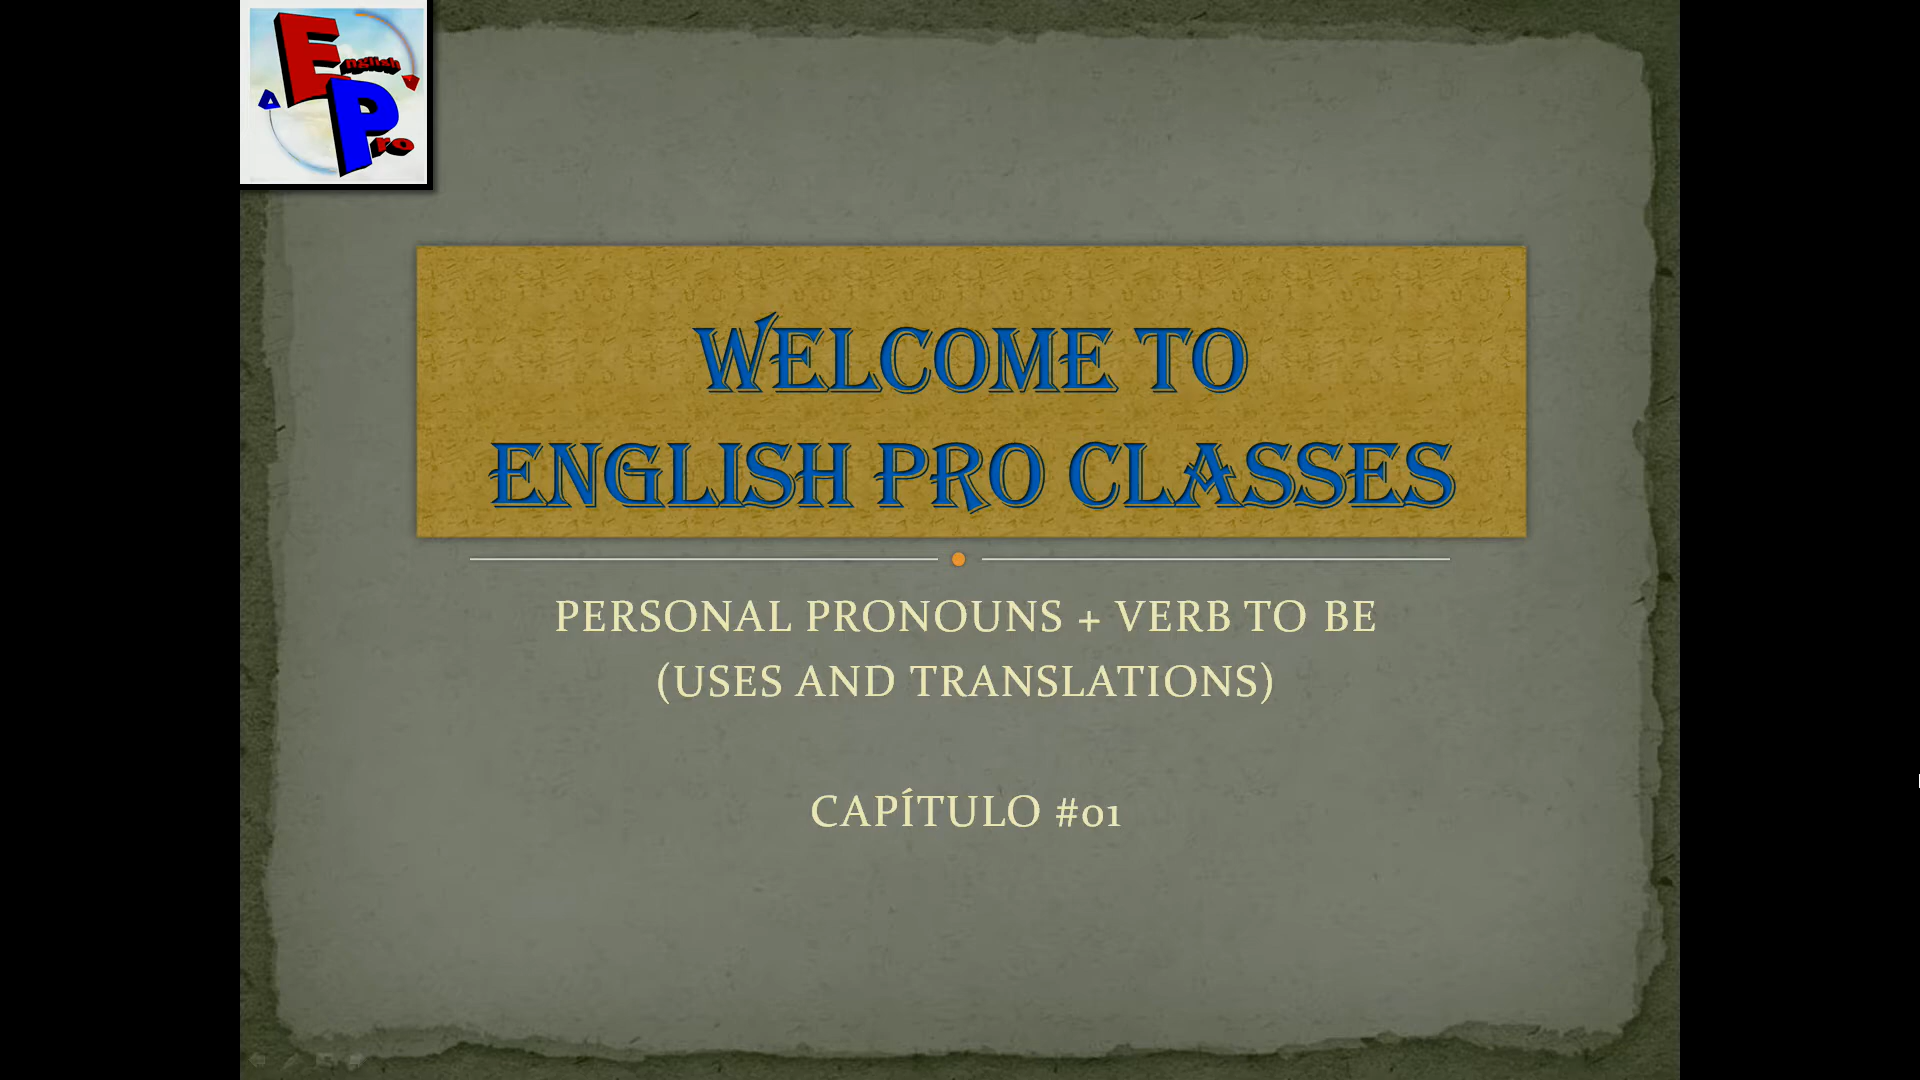 English
Pro
WELCOME TO
ENGLISH PRO CLASSES
PERSONAL PRONOUNS + VERB TO BE
(USES AND TRANSLATIONS)
CAPÍTULO #01